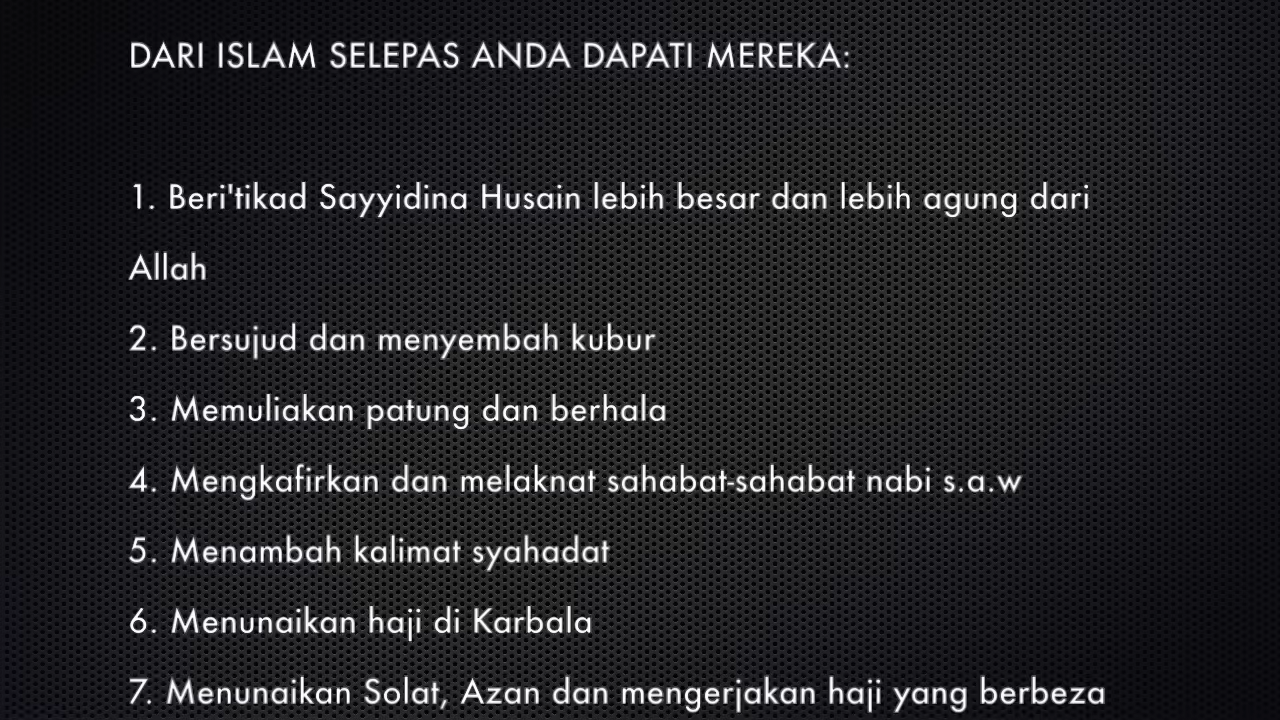 DARI ISLAM SELEPAS ANDA DAPATI MEREKA:
1. Beri'tikad Sayyidina Husain lebih besar dan lebih agung dari
Allah
2. Bersujud dan menyembah kubur
3. Memuliakan patung dan berhala
4. Mengkafirkan dan melaknat sahabat-sahabat nabi s.a.w
5. Menambah kalimat syahadat
6. Menunaikan haji di Karbala
7. Menunaikan Solat, Azan dan mengerjakan haji yang berbeza